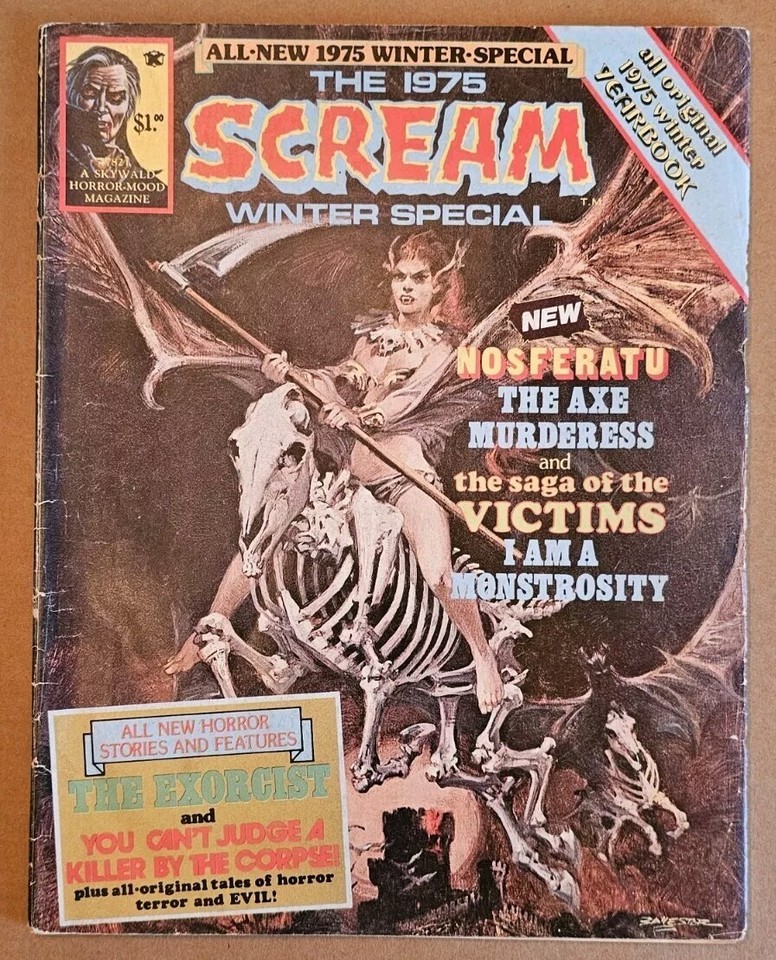 ALL·NEW 1975 WINTER·SPECIAL
THE 1975
SCREAM
T.M.
WINTER SPECIAL
$1.00
A SKYWALD
HORROR-MOOD
MAGAZINE
all original
1975 winter
YEARBOOK
NEW
NOSFERATU
THE AXE
MURDERESS
and
the saga of the
VICTIMS
I AM A
MONSTROSITY
ALL NEW HORROR
STORIES AND FEATURES
THE EXORCIST
and
YOU CAN'T JUDGE A
KILLER BY THE CORPSE!
plus all·original tales of horror
terror and EVIL!